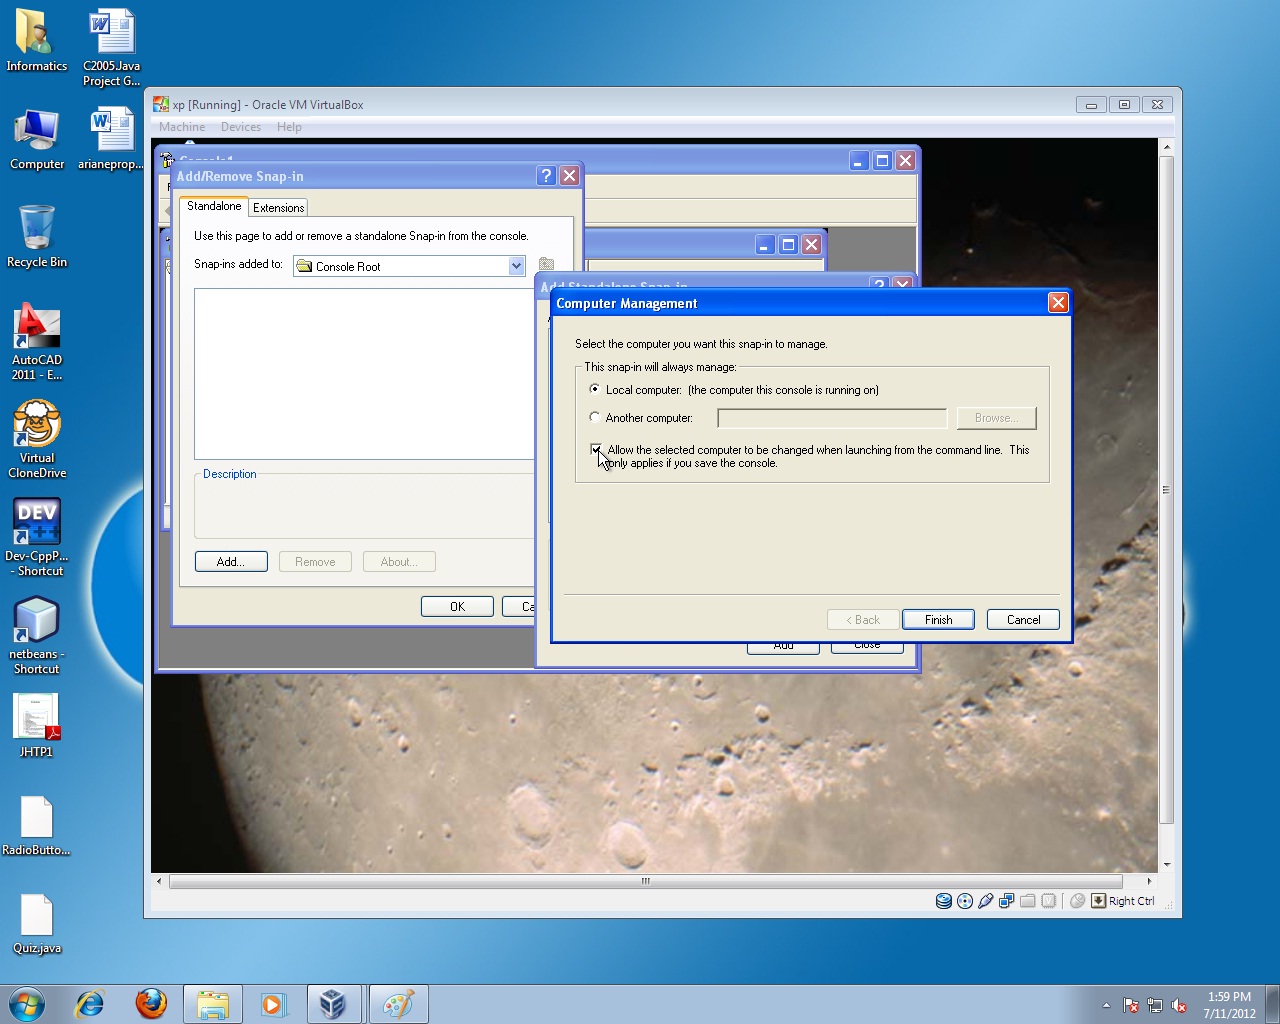 Informatics
C2005.Java
Project G...
Computer
arianeprop...
Recycle Bin
AutoCAD
2011 - E...
Virtual
CloneDrive
DEV
C++
Dev-CppP...
- Shortcut
netbeans -
Shortcut
JHTP1
RadioButto...
Quiz.java
xp [Running] - Oracle VM VirtualBox
Machine Devices Help
Add/Remove Snap-in
Standalone
Extensions
Use this page to add or remove a standalone Snap-in from the console.
Snap-ins added to:
Console Root
Description
Add...
Remove
About...
OK
Ca
Computer Management
Select the computer you want this snap-in to manage.
This snap-in will always manage:
Local computer: (the computer this console is running on)
Another computer:
Browse...
Allow the selected computer to be changed when launching from the command line. This
only applies if you save the console.
< Back
Finish
Cancel
Add
Close
Right Ctrl
1:59 PM
7/11/2012